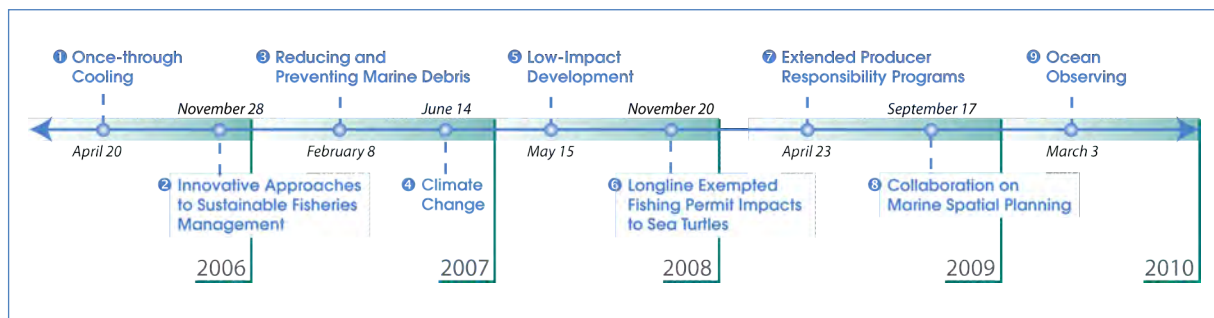 ❶ Once-through
Cooling
❸ Reducing and
Preventing Marine Debris
❺ Low-Impact
Development
❼ Extended Producer
Responsibility Programs
❾ Ocean
Observing
November 28
June 14
November 20
September 17
April 20
February 8
May 15
April 23
March 3
❷ Innovative Approaches
to Sustainable Fisheries
Management
❹ Climate
Change
❻ Longline Exempted
Fishing Permit Impacts
to Sea Turtles
❽ Collaboration on
Marine Spatial Planning
2006
2007
2008
2009
2010